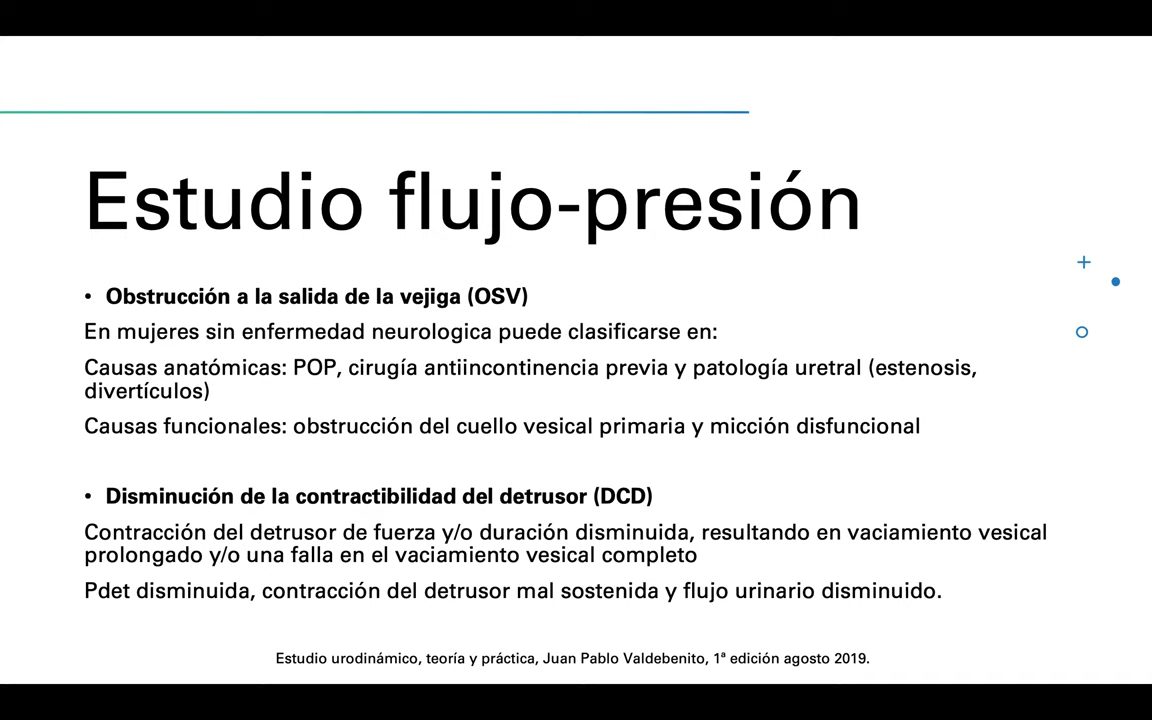 Estudio flujo-presión
• Obstrucción a la salida de la vejiga (OSV)
En mujeres sin enfermedad neurologica puede clasificarse en:
Causas anatómicas: POP, cirugía antiincontinencia previa y patología uretral (estenosis,
divertículos)
Causas funcionales: obstrucción del cuello vesical primaria y micción disfuncional
• Disminución de la contractibilidad del detrusor (DCD)
Contracción del detrusor de fuerza y/o duración disminuida, resultando en vaciamiento vesical
prolongado y/o una falla en el vaciamiento vesical completo
Pdet disminuida, contracción del detrusor mal sostenida y flujo urinario disminuido.
Estudio urodinámico, teoría y práctica, Juan Pablo Valdebenito, 1ª edición agosto 2019.